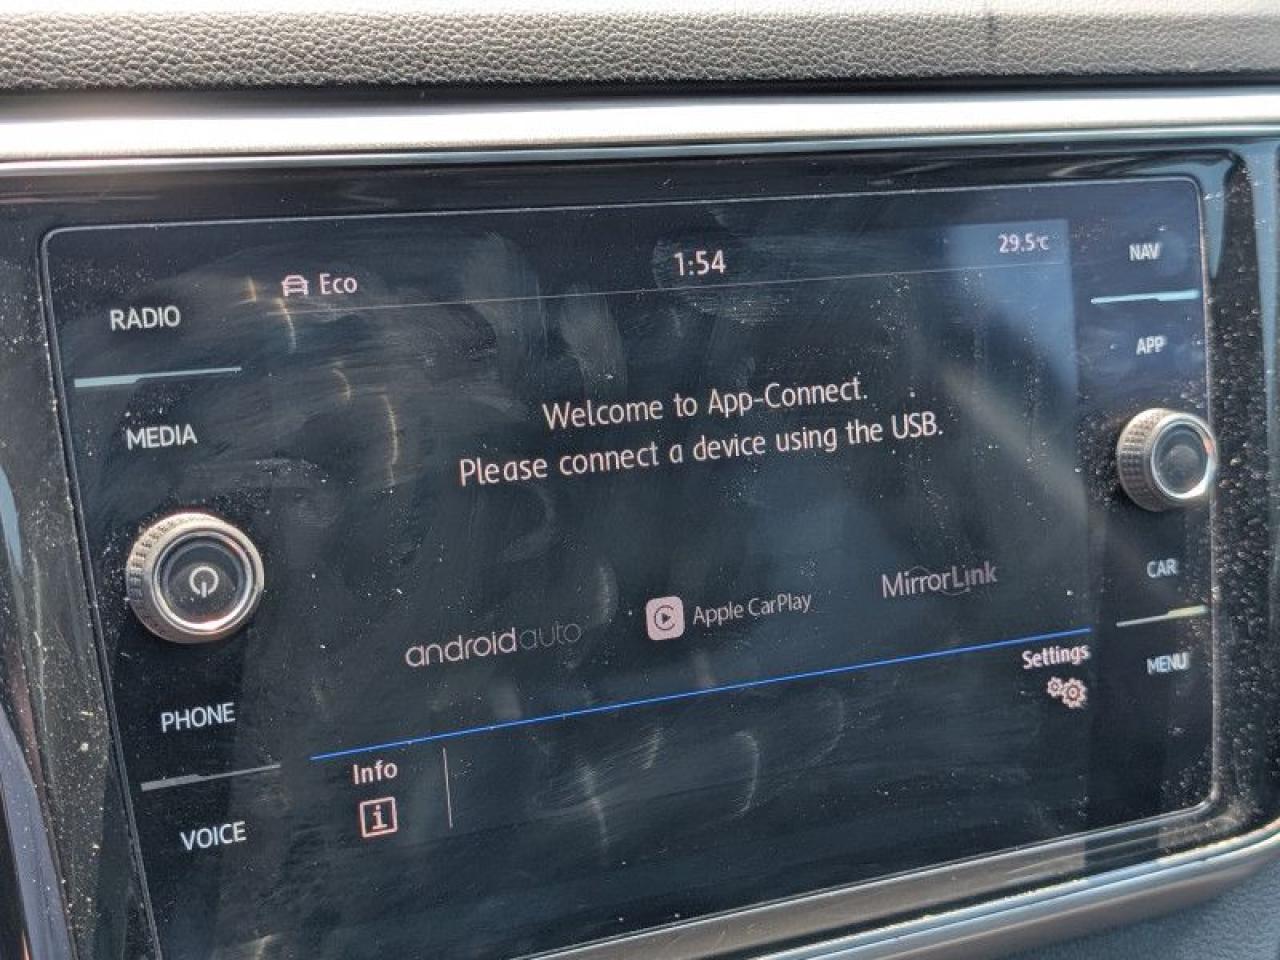 Eco
1:54
29.5°C
NAV
RADIO
APP
Welcome to App-Connect.
MEDIA
Please connect a device using the USB.
androidauto
Apple CarPlay
MirrorLink
CAR
Settings
MENU
PHONE
Info
i
VOICE